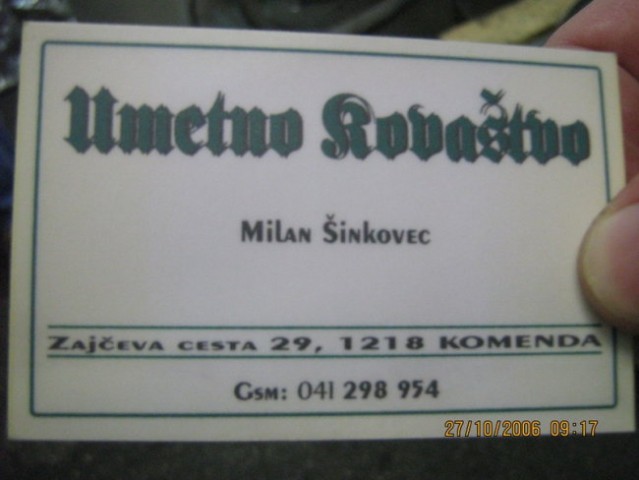 Umetno Kovaštvo
Milan Šinkovec
Zajčeva cesta 29, 1218 KOMENDA
Gsm: 041 298 954
27/10/2006 09:17